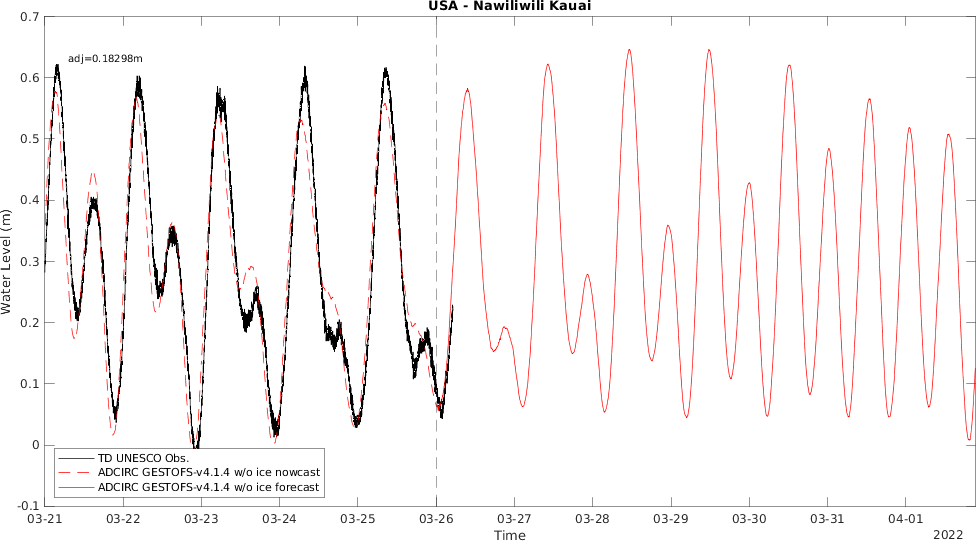 USA - Nawiliwili Kauai
0.7
adj=0.18298m
0.6
0.5
0.4
0.3
0.2
0.1
0
-0.1
Water Level (m)
TD UNESCO Obs.
ADCIRC GESTOFS-v4.1.4 w/o ice nowcast
ADCIRC GESTOFS-v4.1.4 w/o ice forecast
03-21 03-22 03-23 03-24 03-25 03-26 03-27 03-28 03-29 03-30 03-31 04-01
Time
2022